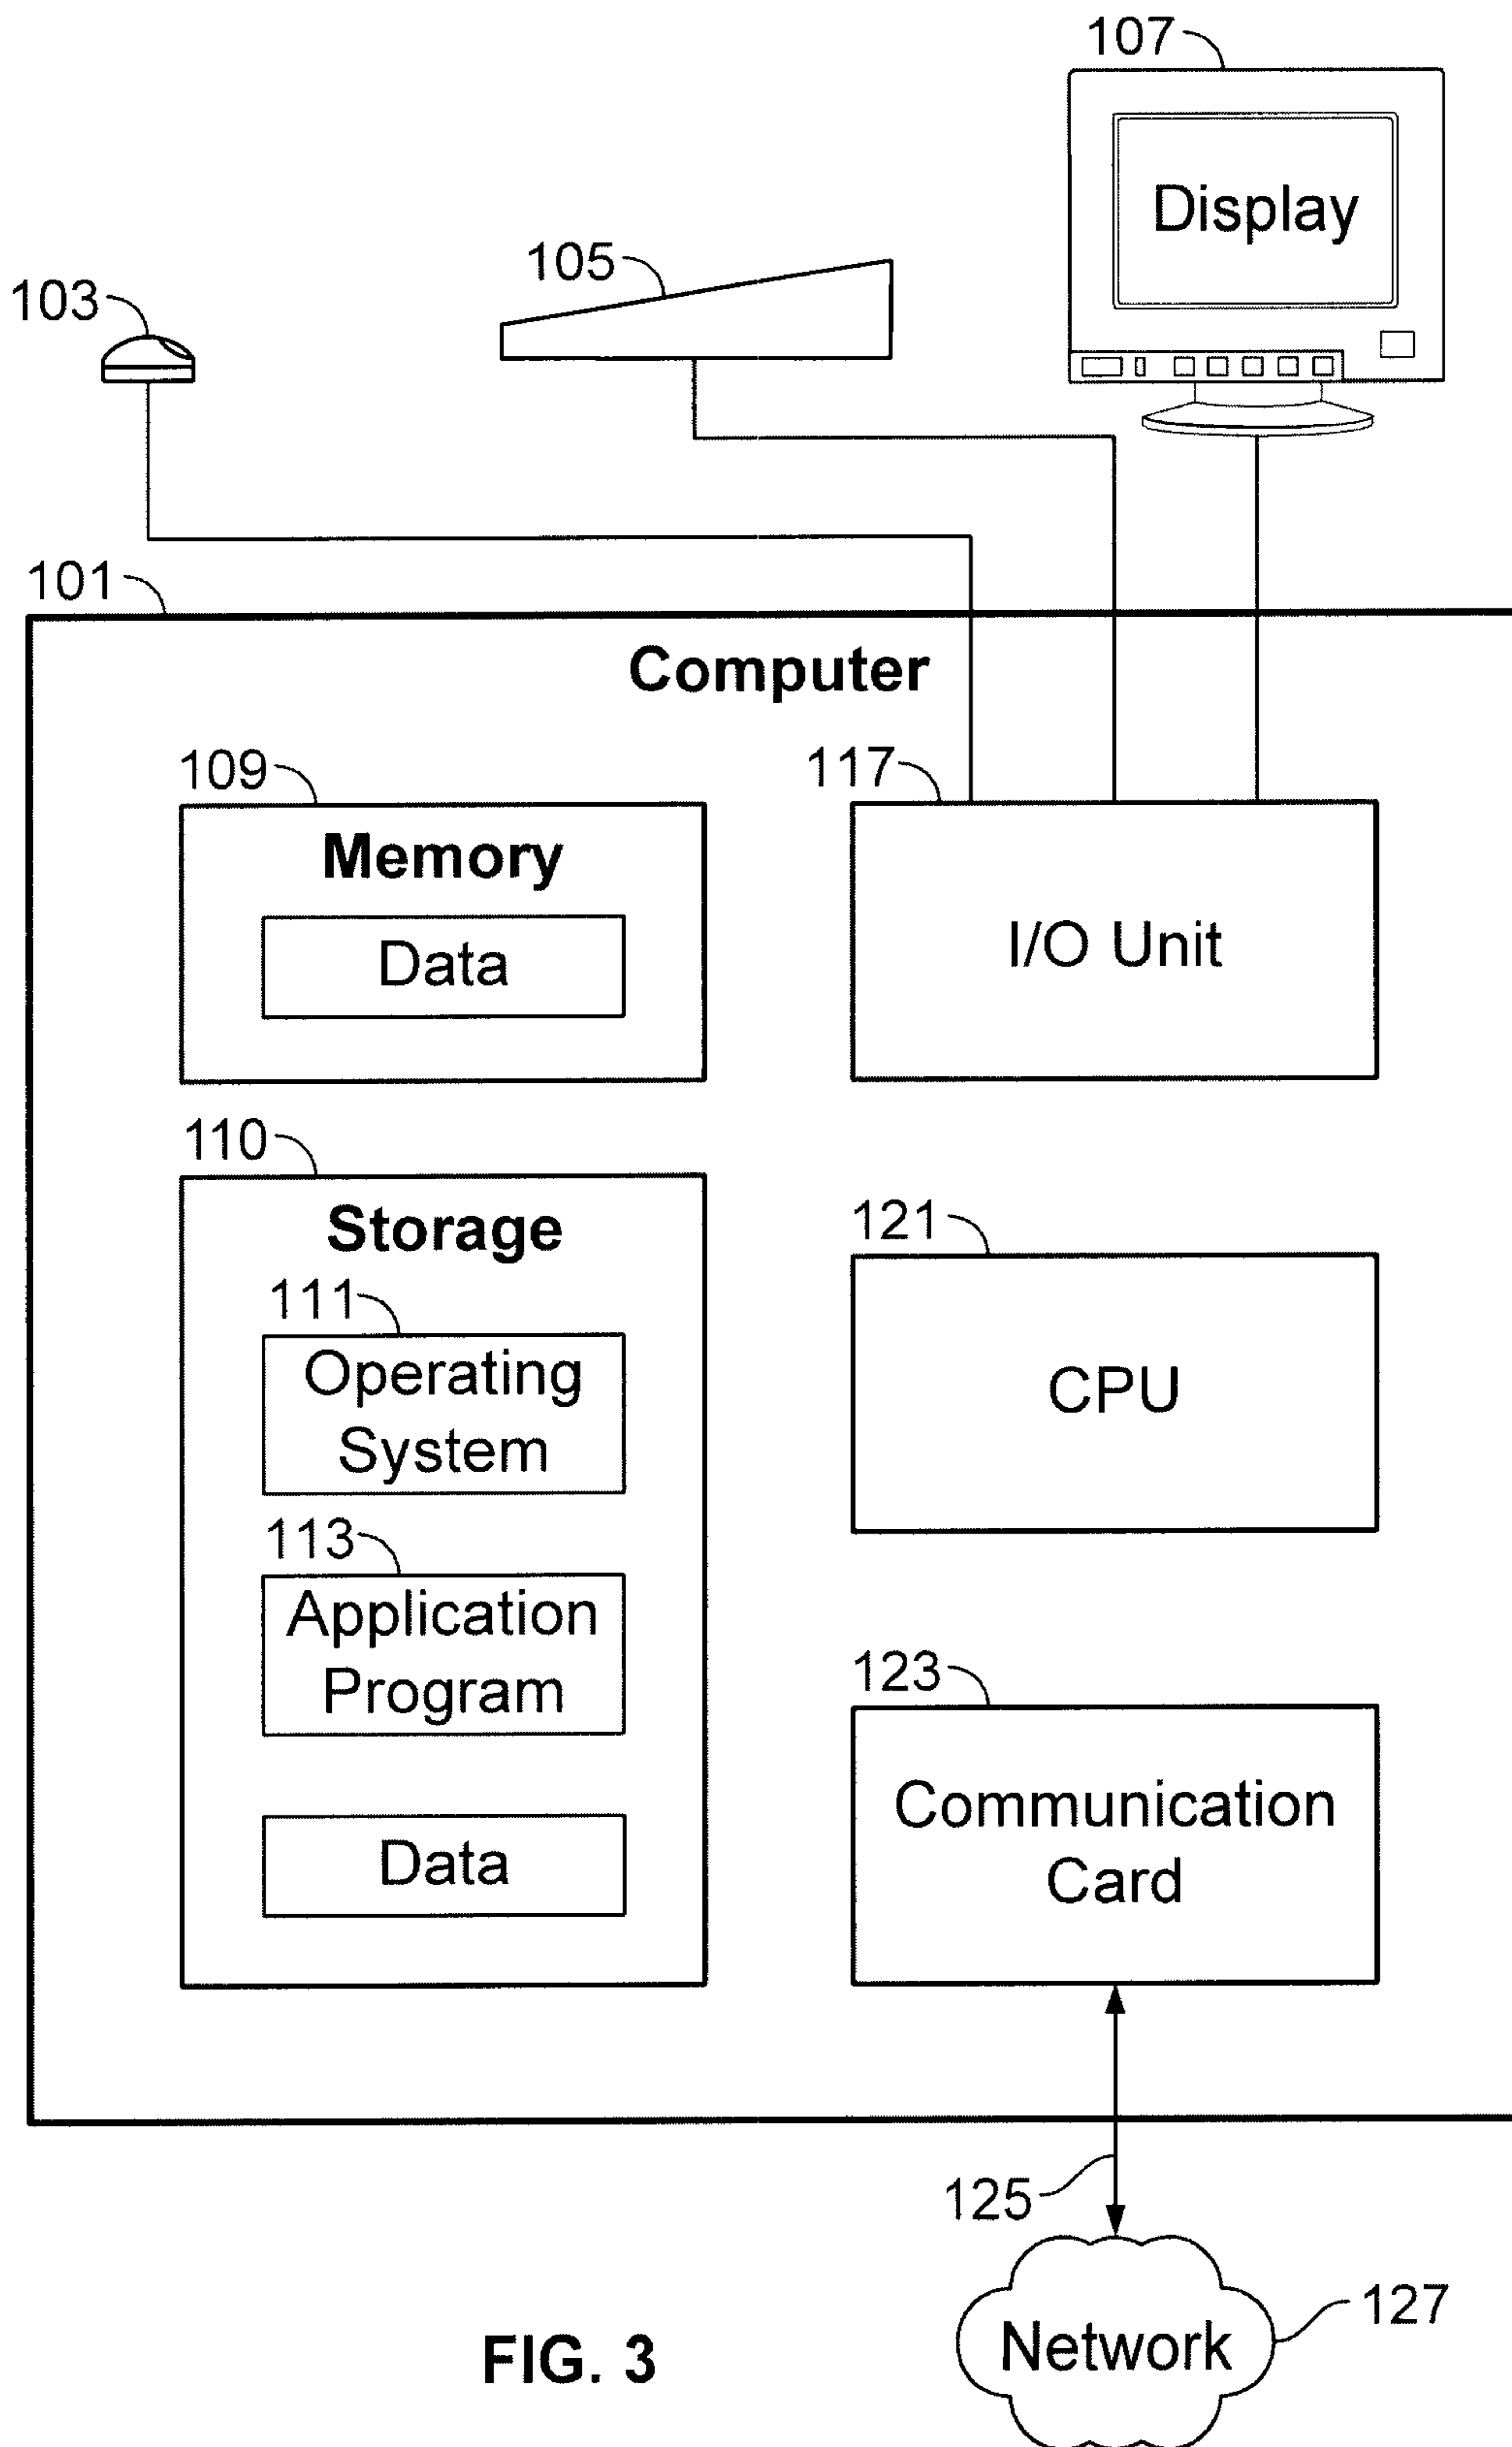 107
Display
105
103
101
Computer
109
117
Memory
Data
I/O Unit
110
Storage
121
111
Operating
System
CPU
113
Application
Program
123
Communication
Card
Data
125
127
Network
FIG. 3